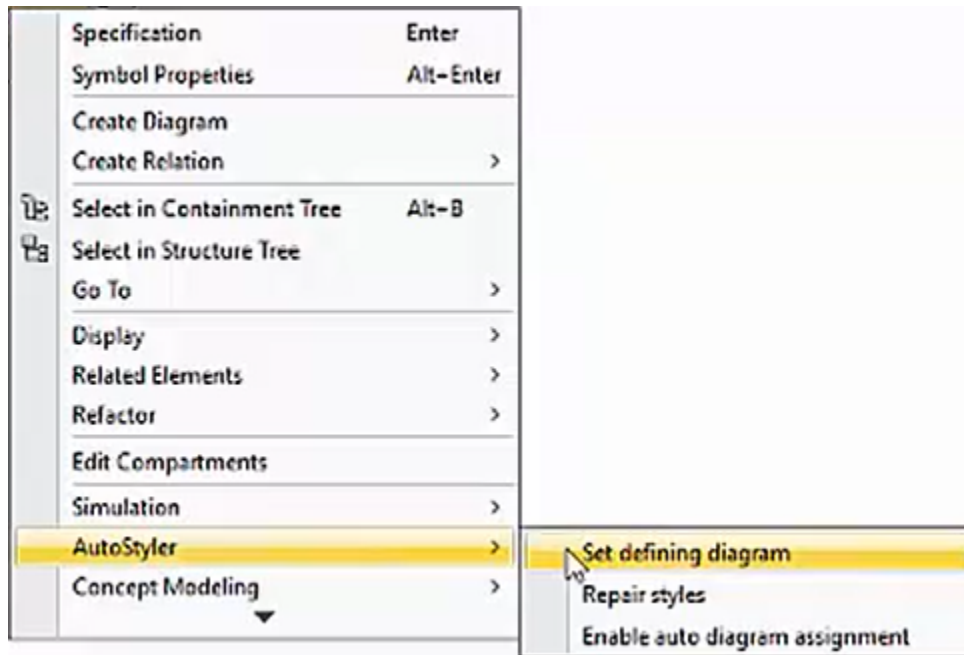 Specification Enter
Symbol Properties Alt-Enter
Create Diagram
Create Relation >
Select in Containment Tree Alt-B
Select in Structure Tree
Go To >
Display >
Related Elements >
Refactor >
Edit Compartments
Simulation >
AutoStyler >
Set defining diagram
Concept Modeling >
Repair styles
Enable auto diagram assignment